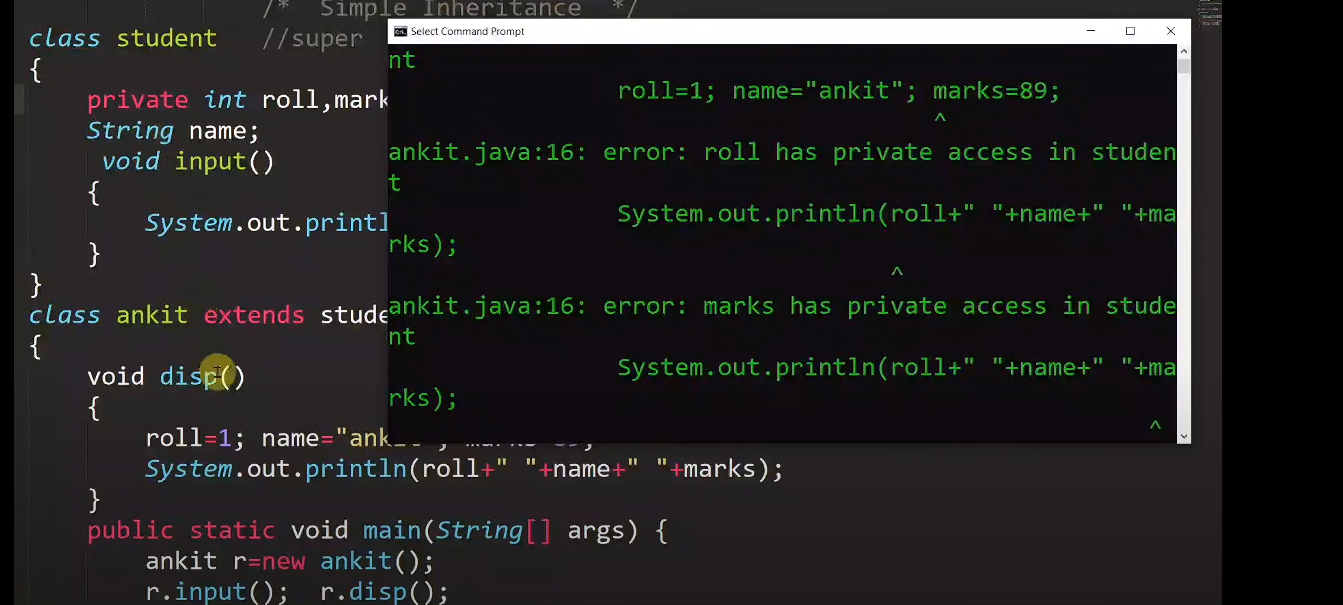 /*  Simple Inheritance  */
class student   //super
{
    private int roll,mark
    String name;
     void input()
    {
        System.out.printl
    }
}
class ankit extends stude
{
    void disp()
    {
        roll=1; name="ank
        System.out.println(roll+" "+name+" "+marks);
    }
    public static void main(String[] args) {
        ankit r=new ankit();
        r.input();  r.disp();
Select Command Prompt
nt
                roll=1; name="ankit"; marks=89;
                                      ^
ankit.java:16: error: roll has private access in studen
t
                System.out.println(roll+" "+name+" "+ma
rks);
                                   ^
ankit.java:16: error: marks has private access in stude
nt
                System.out.println(roll+" "+name+" "+ma
rks);
                                                     ^